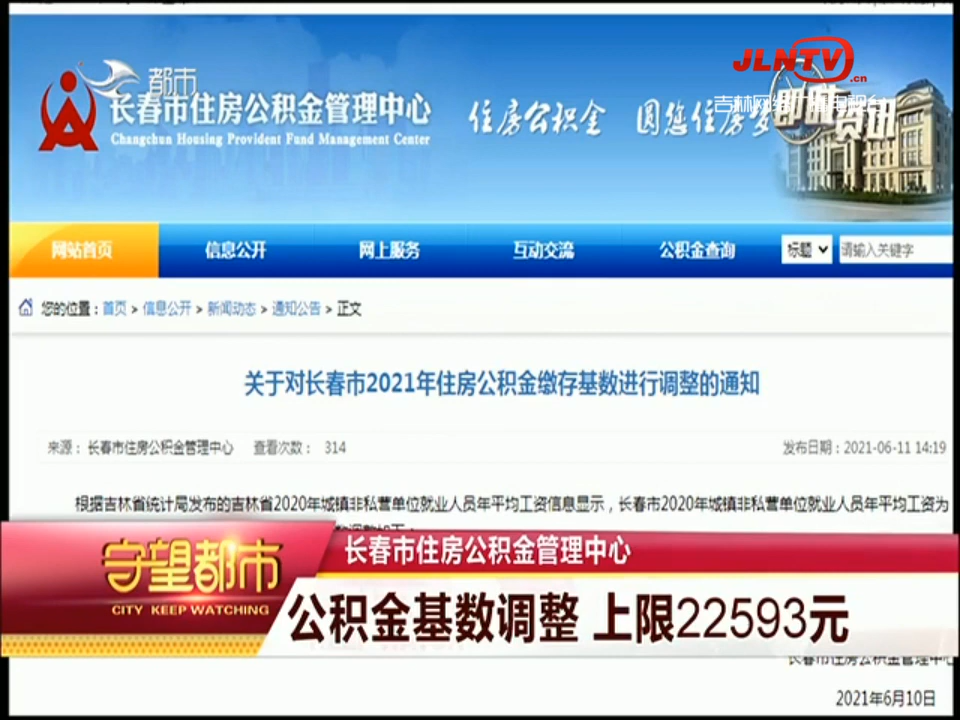 JLNTV.cn
都市
吉林网络广播电视台
长春市住房公积金管理中心
住房公积金 圆您住房梦
即时资讯
Changchun Housing Provident Fund Management Center
网站首页 信息公开 网上服务 互动交流 公积金查询 标题 请输入关键字
您的位置：首页 > 信息公开 > 新闻动态 > 通知公告 > 正文
关于对长春市2021年住房公积金缴存基数进行调整的通知
来源： 长春市住房公积金管理中心 查看次数： 314 发布日期：2021-06-11 14:19
根据吉林省统计局发布的吉林省2020年城镇非私营单位就业人员年平均工资信息显示，长春市2020年城镇非私营单位就业人员年平均工资为
守望都市
CITY KEEP WATCHING
长春市住房公积金管理中心
公积金基数调整 上限22593元
长春市住房公积金管理中心
2021年6月10日